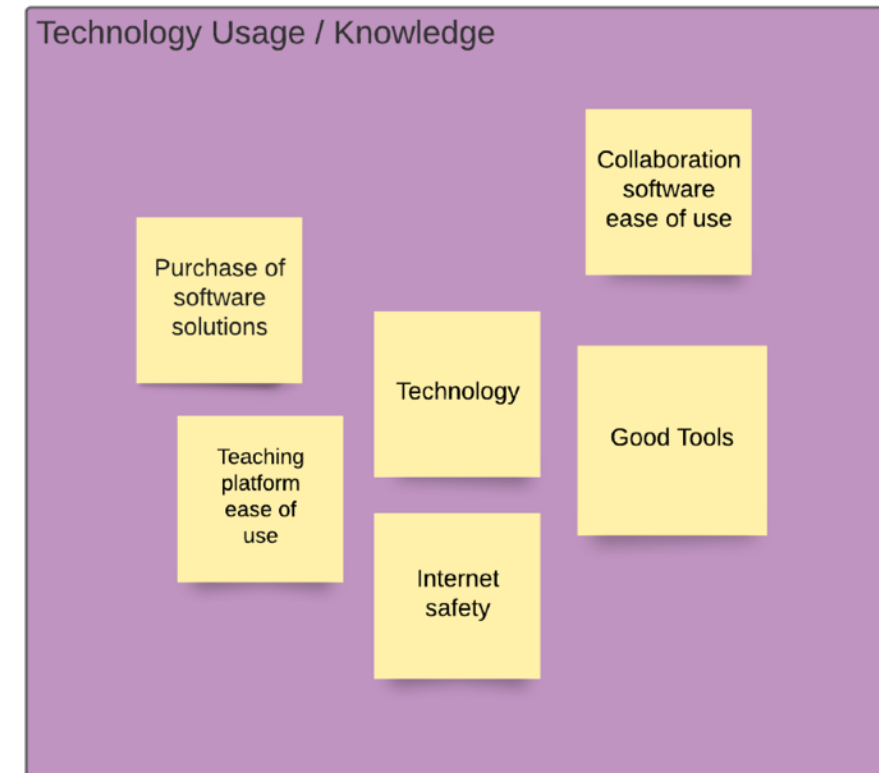 Technology Usage / Knowledge
Collaboration
software
ease of use
Purchase of
software
solutions
Technology
Good Tools
Teaching
platform
ease of
use
Internet
safety